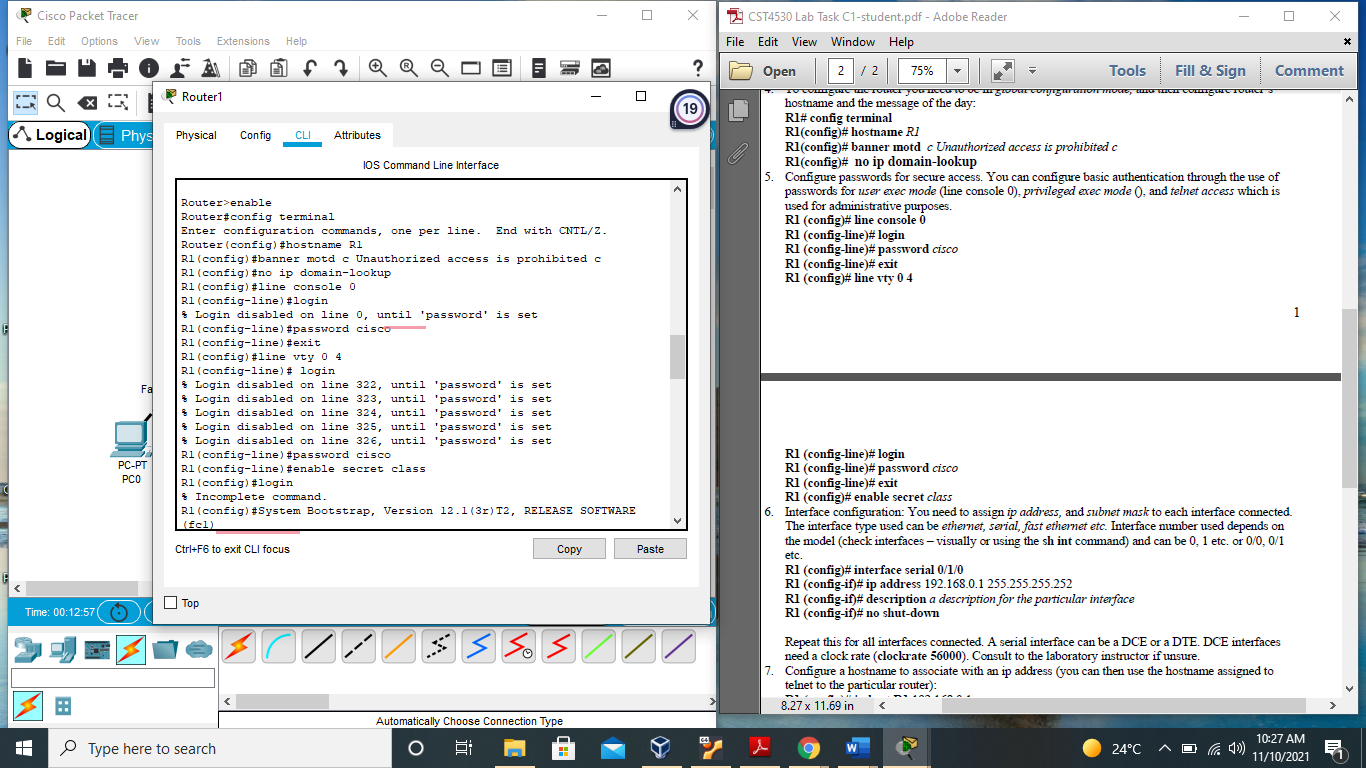 Cisco Packet Tracer
File Edit Options View Tools Extensions Help
Logical
Phys
Router1
19
Physical Config CLI Attributes
IOS Command Line Interface
Router>enable
Router#config terminal
Enter configuration commands, one per line. End with CNTL/Z.
Router(config)#hostname R1
R1(config)#banner motd c Unauthorized access is prohibited c
R1(config)#no ip domain-lookup
R1(config)#line console 0
R1(config-line)#login
% Login disabled on line 0, until 'password' is set
R1(config-line)#password cisco
R1(config-line)#exit
R1(config)#line vty 0 4
R1(config-line)# login
% Login disabled on line 322, until 'password' is set
% Login disabled on line 323, until 'password' is set
% Login disabled on line 324, until 'password' is set
% Login disabled on line 325, until 'password' is set
% Login disabled on line 326, until 'password' is set
R1(config-line)#password cisco
R1(config-line)#enable secret class
R1(config)#login
% Incomplete command.
R1(config)#System Bootstrap, Version 12.1(3r)T2, RELEASE SOFTWARE
(fc1)
Ctrl+F6 to exit CLI focus
Copy
Paste
Top
Fa
PC-PT
PC0
Time: 00:12:57
Automatically Choose Connection Type
CST4530 Lab Task C1-student.pdf - Adobe Reader
File Edit View Window Help
Open
2 / 2
75%
Tools Fill & Sign Comment
4. To configure the router you need to be in global configuration mode, and then configure router's
hostname and the message of the day:
R1# config terminal
R1(config)# hostname R1
R1(config)# banner motd c Unauthorized access is prohibited c
R1(config)# no ip domain-lookup
5. Configure passwords for secure access. You can configure basic authentication through the use of
passwords for user exec mode (line console 0), privileged exec mode (), and telnet access which is
used for administrative purposes.
R1 (config)# line console 0
R1 (config-line)# login
R1 (config-line)# password cisco
R1 (config-line)# exit
R1 (config)# line vty 0 4
1
R1 (config-line)# login
R1 (config-line)# password cisco
R1 (config-line)# exit
R1 (config)# enable secret class
6. Interface configuration: You need to assign ip address, and subnet mask to each interface connected.
The interface type used can be ethernet, serial, fast ethernet etc. Interface number used depends on
the model (check interfaces – visually or using the sh int command) and can be 0, 1 etc. or 0/0, 0/1
etc.
R1 (config)# interface serial 0/1/0
R1 (config-if)# ip address 192.168.0.1 255.255.255.252
R1 (config-if)# description a description for the particular interface
R1 (config-if)# no shut-down
Repeat this for all interfaces connected. A serial interface can be a DCE or a DTE. DCE interfaces
need a clock rate (clockrate 56000). Consult to the laboratory instructor if unsure.
7. Configure a hostname to associate with an ip address (you can then use the hostname assigned to
telnet to the particular router):
8.27 x 11.69 in
Type here to search
64
24°C
10:27 AM
11/10/2021
1